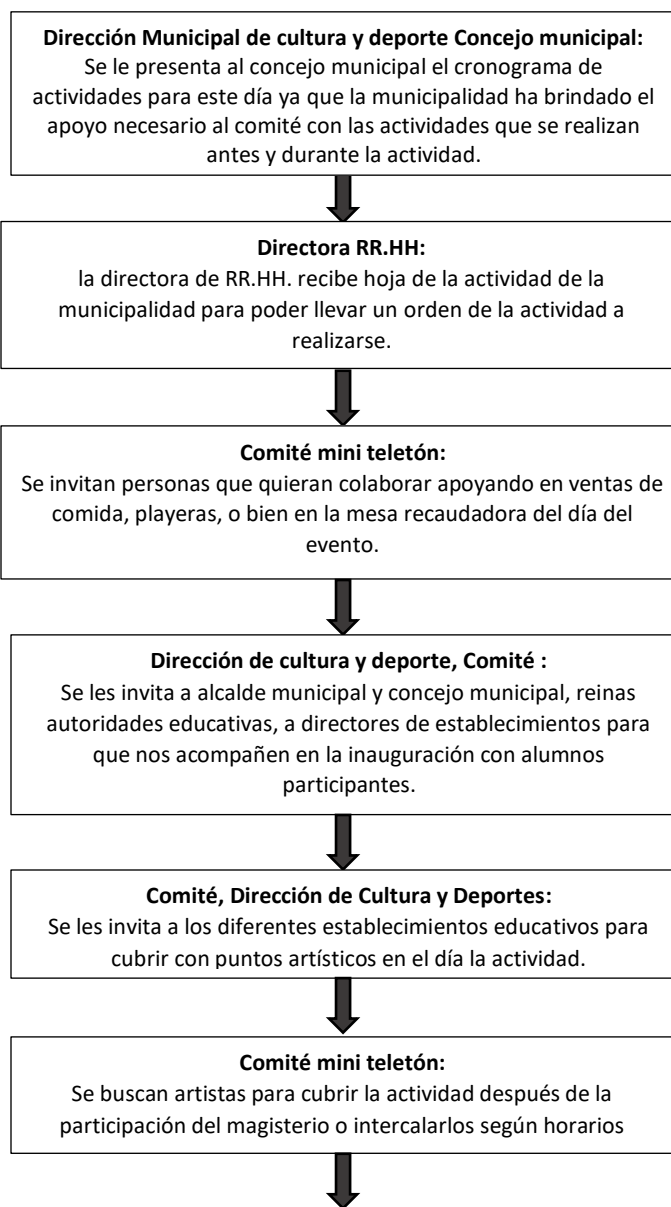 Dirección Municipal de cultura y deporte Concejo municipal:
Se le presenta al concejo municipal el cronograma de
actividades para este día ya que la municipalidad ha brindado el
apoyo necesario al comité con las actividades que se realizan
antes y durante la actividad.
Directora RR.HH:
la directora de RR.HH. recibe hoja de la actividad de la
municipalidad para poder llevar un orden de la actividad a
realizarse.
Comité mini teletón:
Se invitan personas que quieran colaborar apoyando en ventas de
comida, playeras, o bien en la mesa recaudadora del día del
evento.
Dirección de cultura y deporte, Comité :
Se les invita a alcalde municipal y concejo municipal, reinas
autoridades educativas, a directores de establecimientos para
que nos acompañen en la inauguración con alumnos
participantes.
Comité, Dirección de Cultura y Deportes:
Se les invita a los diferentes establecimientos educativos para
cubrir con puntos artísticos en el día la actividad.
Comité mini teletón:
Se buscan artistas para cubrir la actividad después de la
participación del magisterio o intercalarlos según horarios